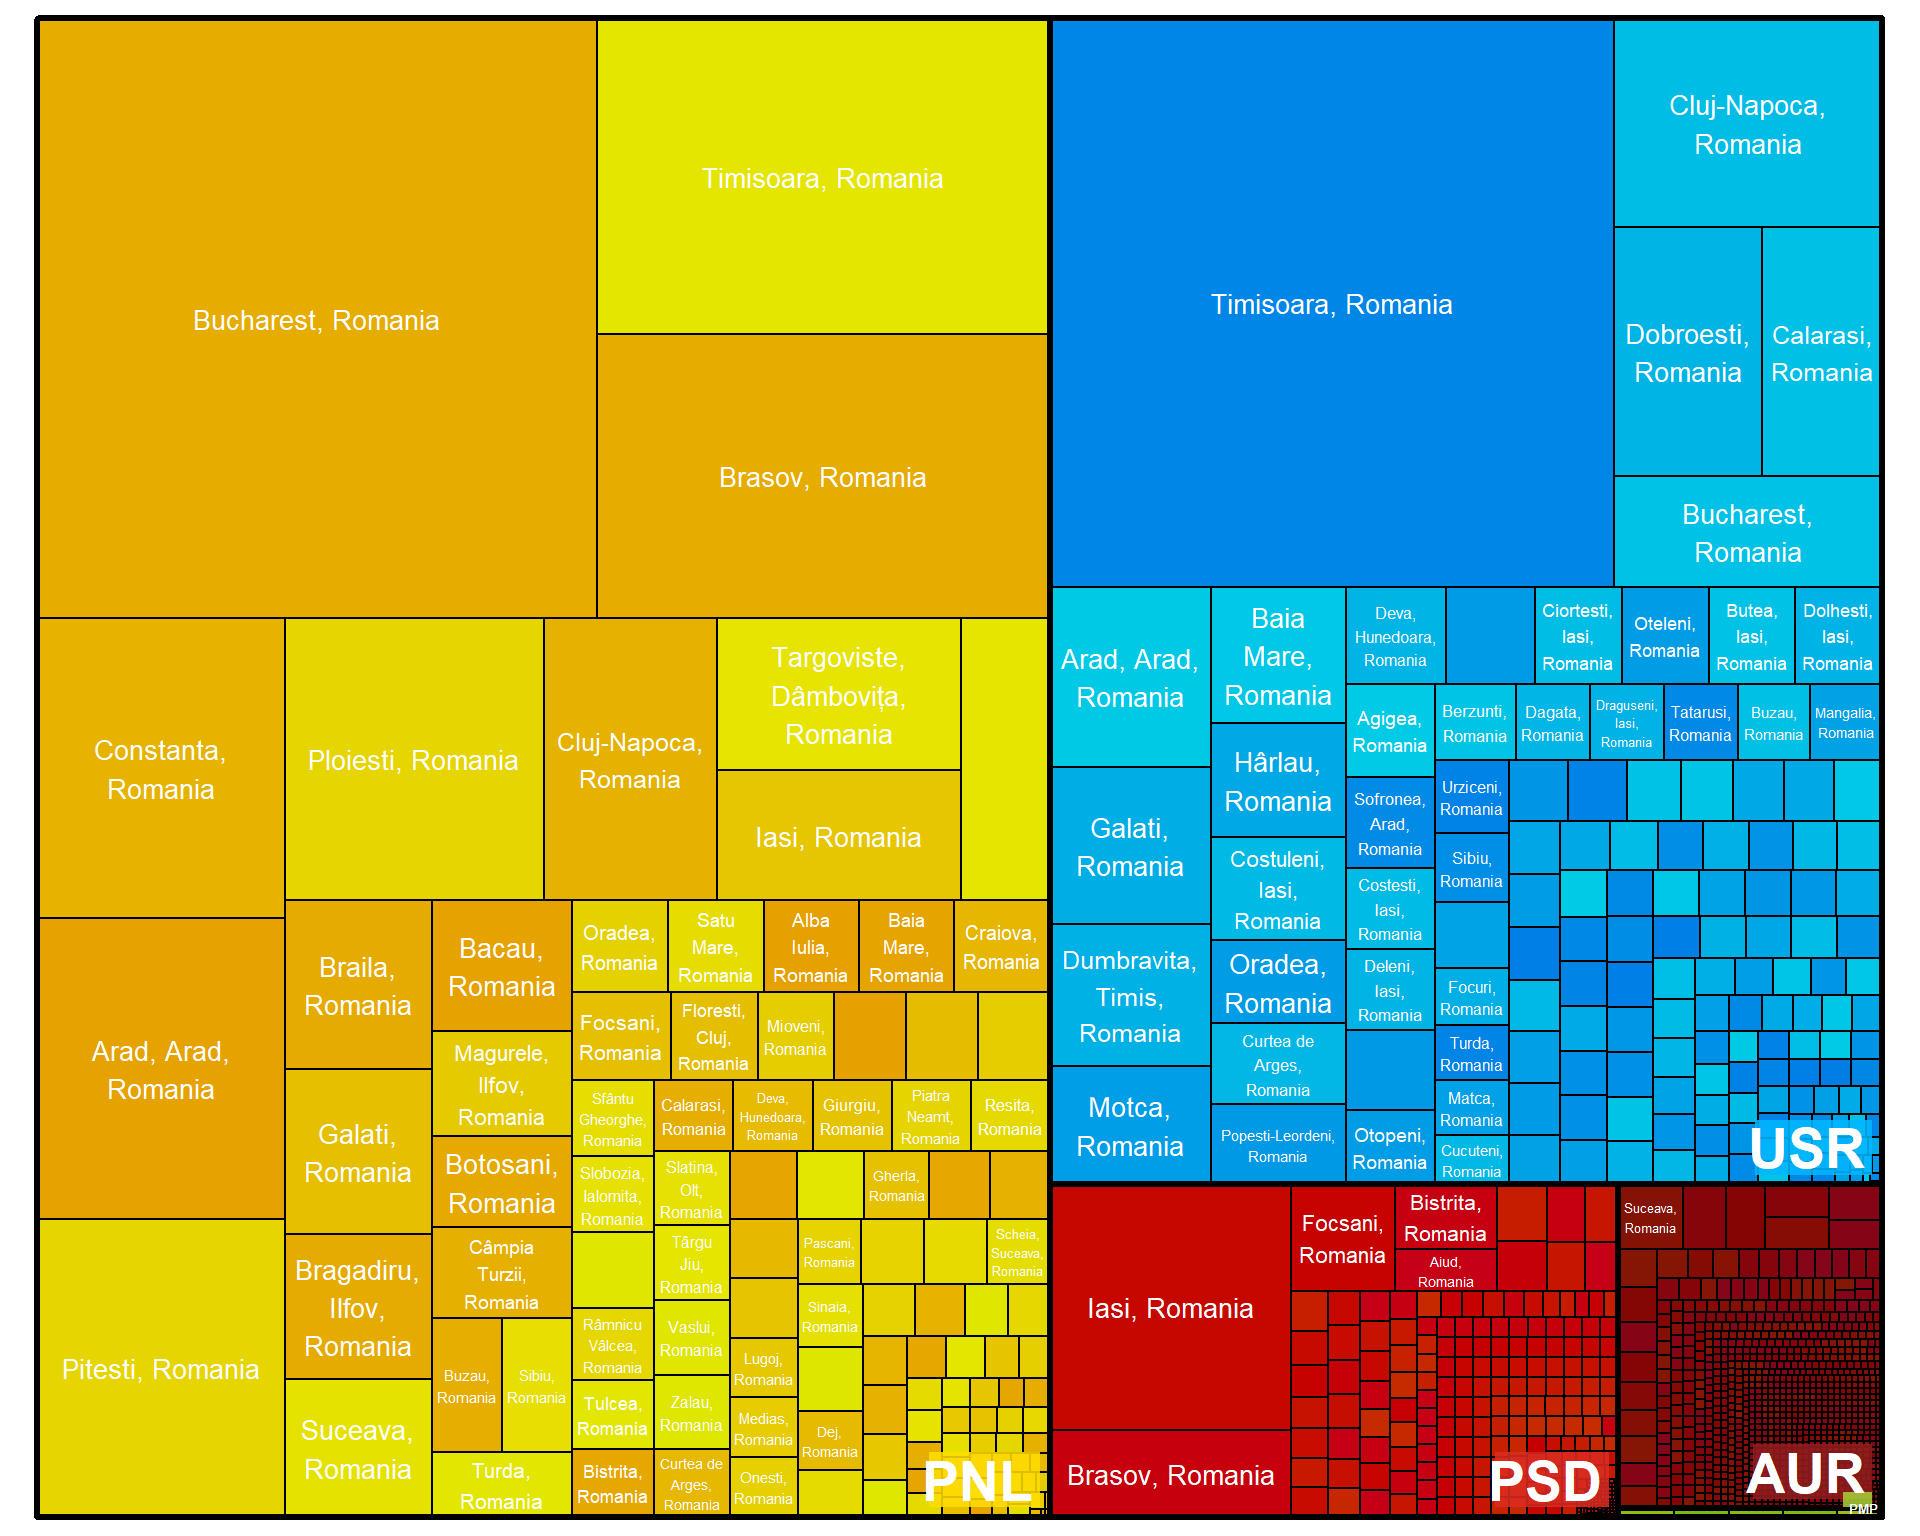 Bucharest, Romania
Timisoara, Romania
Brasov, Romania
Constanta,
Romania
Ploiesti, Romania
Cluj-Napoca,
Romania
Targoviste,
Dâmbovița,
Romania
Iasi, Romania
Arad, Arad,
Romania
Pitesti, Romania
Braila,
Romania
Galati,
Romania
Bragadiru,
Ilfov,
Romania
Suceava,
Romania
Bacau,
Romania
Magurele,
Ilfov,
Romania
Botosani,
Romania
Câmpia
Turzii,
Romania
Buzau,
Romania
Sibiu,
Romania
Turda,
Romania
Oradea,
Romania
Satu
Mare,
Romania
Alba
Iulia,
Romania
Baia
Mare,
Romania
Craiova,
Romania
Focsani,
Romania
Floresti,
Cluj,
Romania
Mioveni,
Romania
Sfântu
Gheorghe,
Romania
Calarasi,
Romania
Deva,
Hunedoara,
Romania
Giurgiu,
Romania
Piatra
Neamt,
Romania
Resita,
Romania
Slobozia,
Ialomita,
Romania
Slatina,
Olt,
Romania
Gherla,
Romania
Târgu
Jiu,
Romania
Pascani,
Romania
Scheia,
Suceava,
Romania
Râmnicu
Vâlcea,
Romania
Vaslui,
Romania
Sinaia,
Romania
Lugoj,
Romania
Tulcea,
Romania
Zalau,
Romania
Medias,
Romania
Dej,
Romania
Bistrita,
Romania
Curtea de
Arges,
Romania
Onesti,
Romania
PNL
Timisoara, Romania
Cluj-Napoca,
Romania
Dobroesti,
Romania
Calarasi,
Romania
Bucharest,
Romania
Arad, Arad,
Romania
Galati,
Romania
Dumbravita,
Timis,
Romania
Motca,
Romania
Baia
Mare,
Romania
Hârlau,
Romania
Costuleni,
Iasi,
Romania
Oradea,
Romania
Curtea de
Arges,
Romania
Popesti-Leordeni,
Romania
Deva,
Hunedoara,
Romania
Ciortesti,
Iasi,
Romania
Oteleni,
Romania
Butea,
Iasi,
Romania
Dolhesti,
Iasi,
Romania
Agigea,
Romania
Berzunti,
Romania
Dagata,
Romania
Draguseni,
Iasi,
Romania
Tatarusi,
Romania
Buzau,
Romania
Mangalia,
Romania
Sofronea,
Arad,
Romania
Urziceni,
Romania
Sibiu,
Romania
Costesti,
Iasi,
Romania
Deleni,
Iasi,
Romania
Focuri,
Romania
Turda,
Romania
Matca,
Romania
Otopeni,
Romania
Cucuteni,
Romania
USR
Iasi, Romania
Brasov, Romania
Focsani,
Romania
Bistrita,
Romania
Aiud,
Romania
PSD
Suceava,
Romania
AUR
PMP